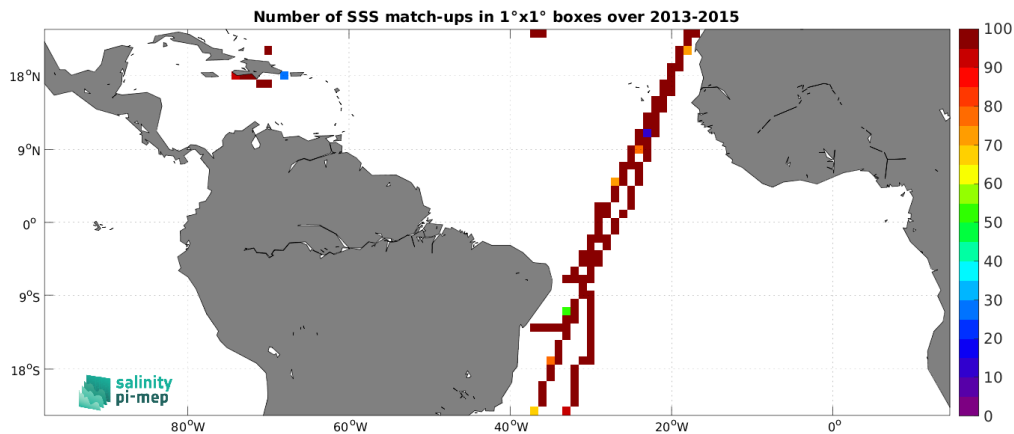 Number of SSS match-ups in 1°x1° boxes over 2013-2015
100
90
80
70
60
50
40
30
20
10
0
18°N
9°N
0°
9°S
18°S
80°W
60°W
40°W
20°W
0°
salinity
pi-mep